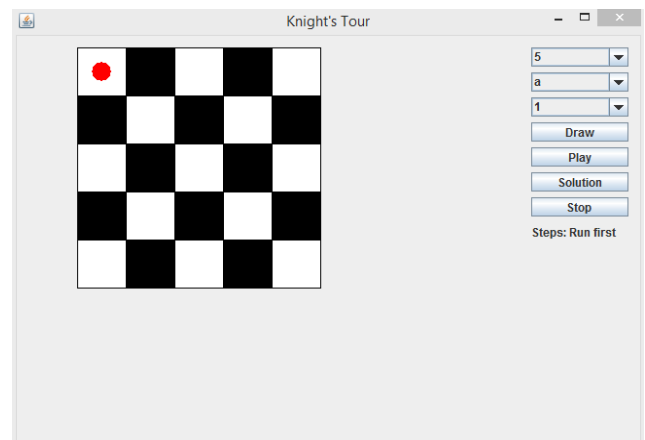 Knight's Tour
5
a
1
Draw
Play
Solution
Stop
Steps: Run first